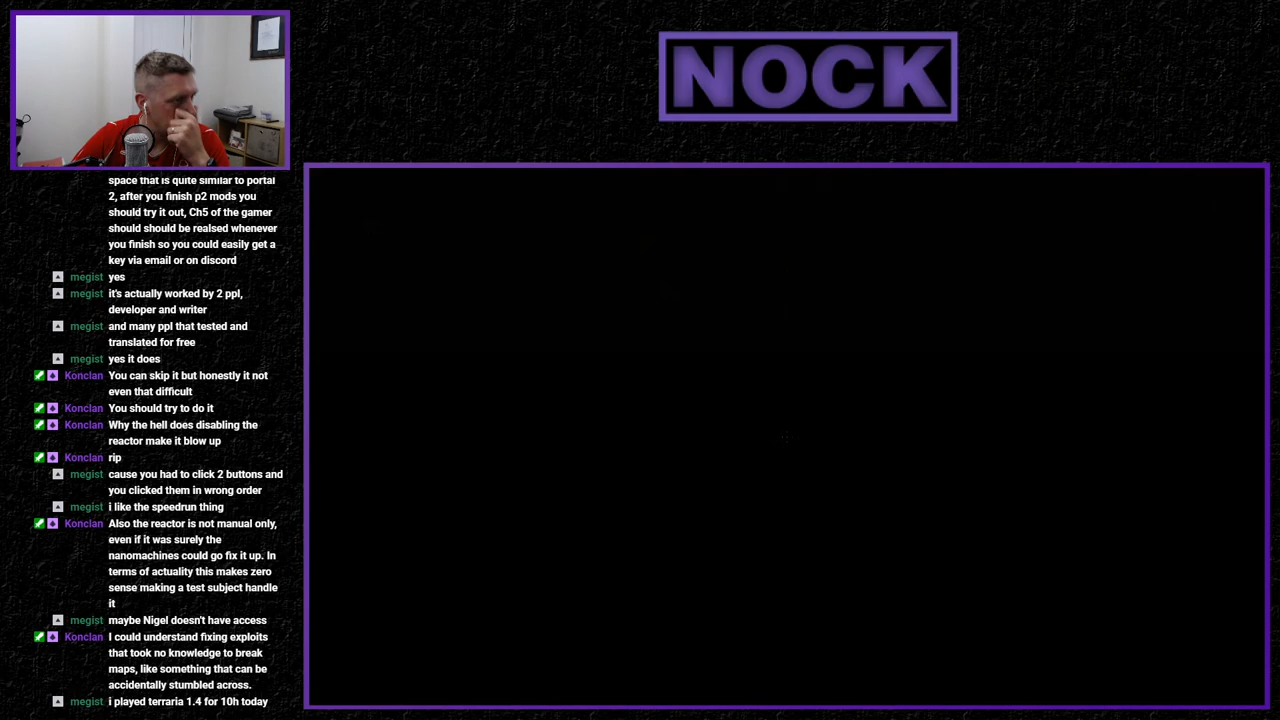 NOCK
space that is quite similar to portal
2, after you finish p2 mods you
should try it out, Ch5 of the gamer
should should be realsed whenever
you finish so you could easily get a
key via email or on discord
megist yes
megist it's actually worked by 2 ppl,
developer and writer
megist and many ppl that tested and
translated for free
megist yes it does
Konclan You can skip it but honestly it not
even that difficult
Konclan You should try to do it
Konclan Why the hell does disabling the
reactor make it blow up
Konclan rip
megist cause you had to click 2 buttons and
you clicked them in wrong order
megist i like the speedrun thing
Konclan Also the reactor is not manual only,
even if it was surely the
nanomachines could go fix it up. In
terms of actuality this makes zero
sense making a test subject handle
it
megist maybe Nigel doesn't have access
Konclan I could understand fixing exploits
that took no knowledge to break
maps, like something that can be
accidentally stumbled across.
megist i played terraria 1.4 for 10h today